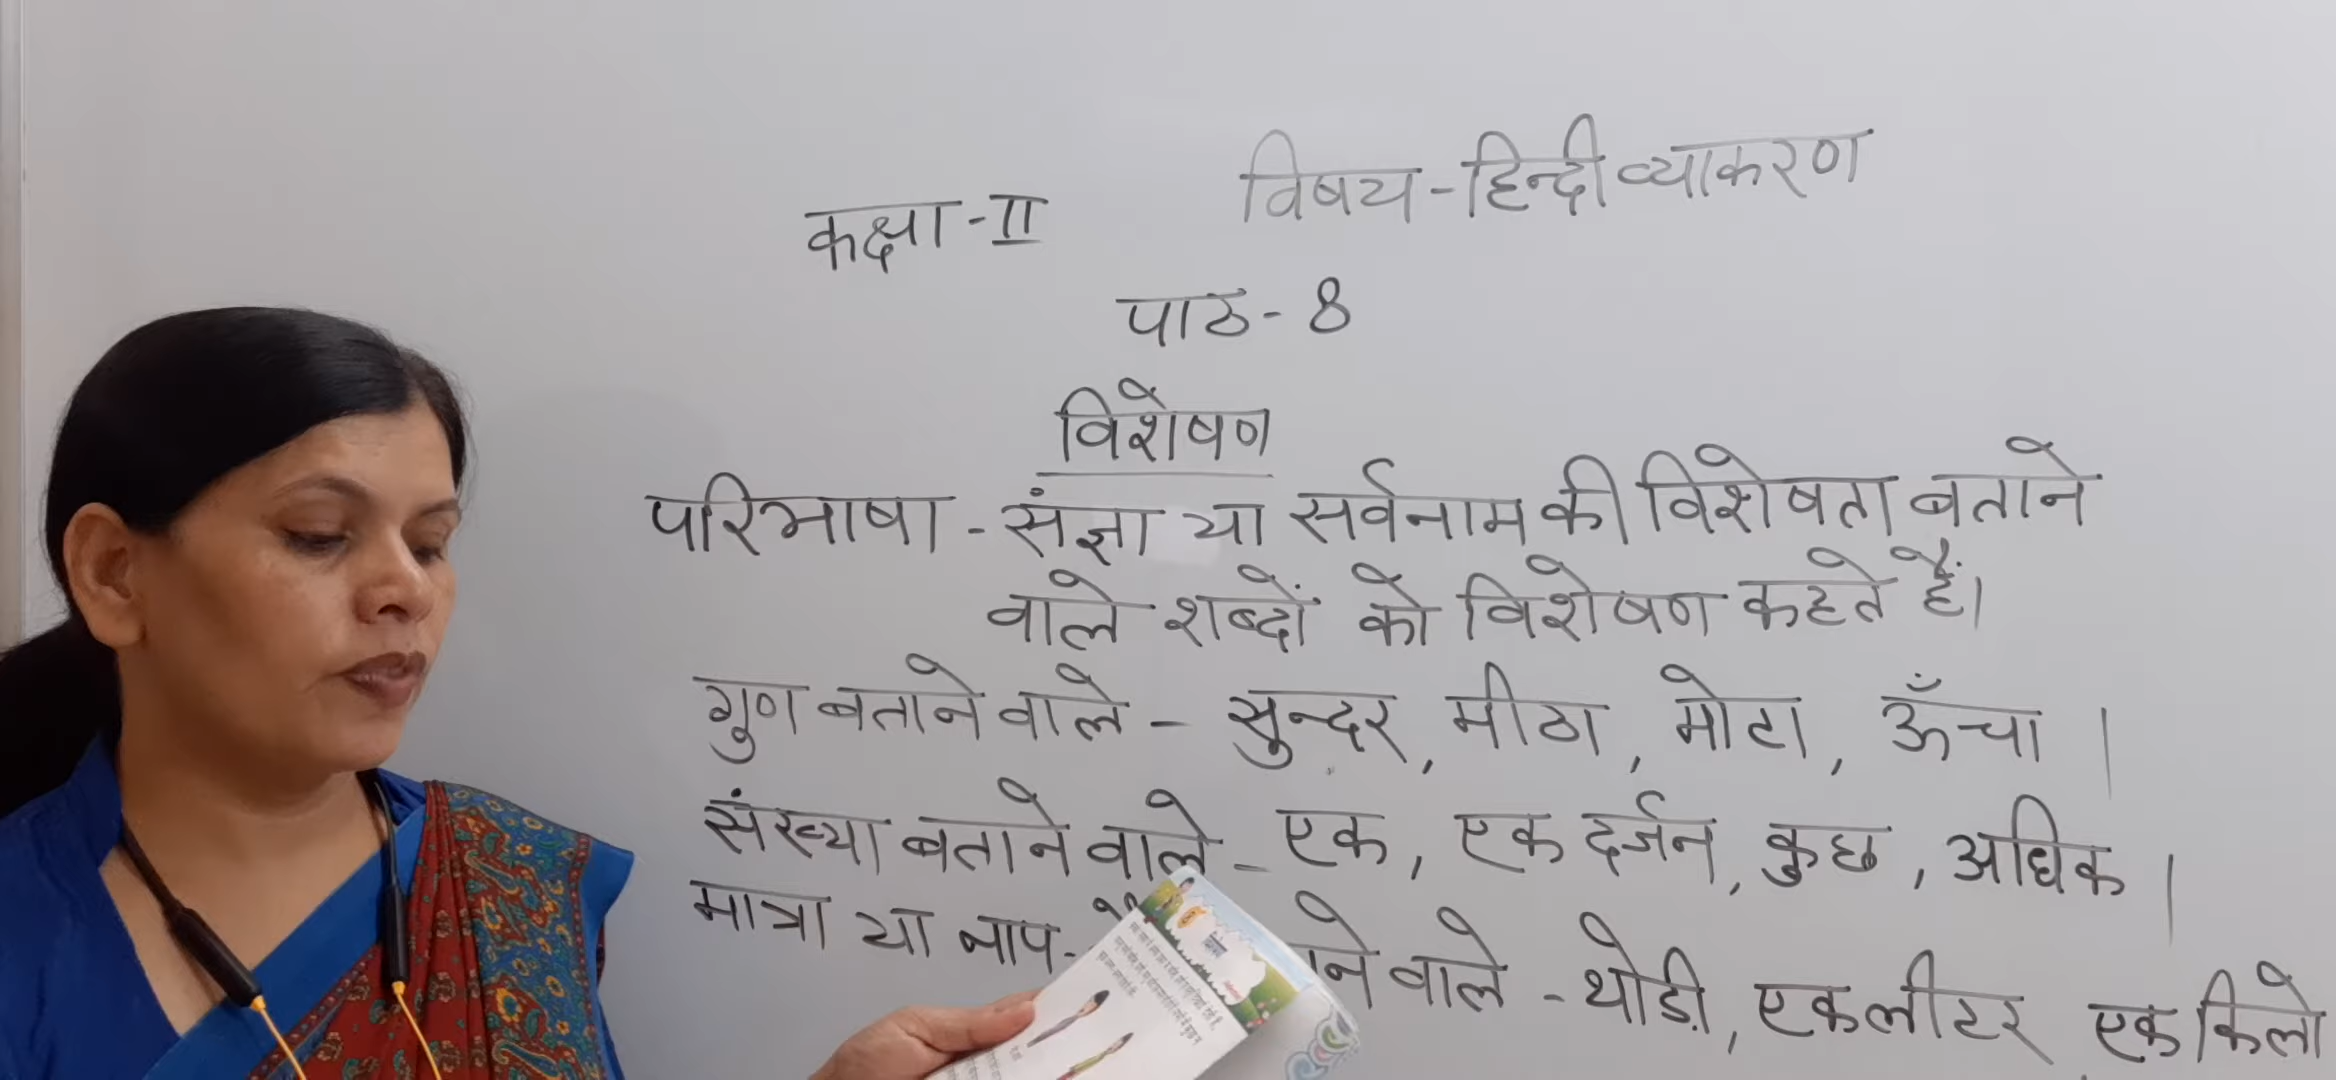 विषय-हिन्दी व्याकरण
कक्षा-II
पाठ-8
विशेषण
परिभाषा - संज्ञा या सर्वनाम की विशेषता बताने
वाले शब्दों को विशेषण कहते हैं।
गुण बताने वाले - सुन्दर, मीठा, मोटा, ऊँचा।
संख्या बताने वाले - एक, एक दर्जन, कुछ, अधिक।
मात्रा या नाप- वाले - थोडी़, एक लीटर, एक किलो